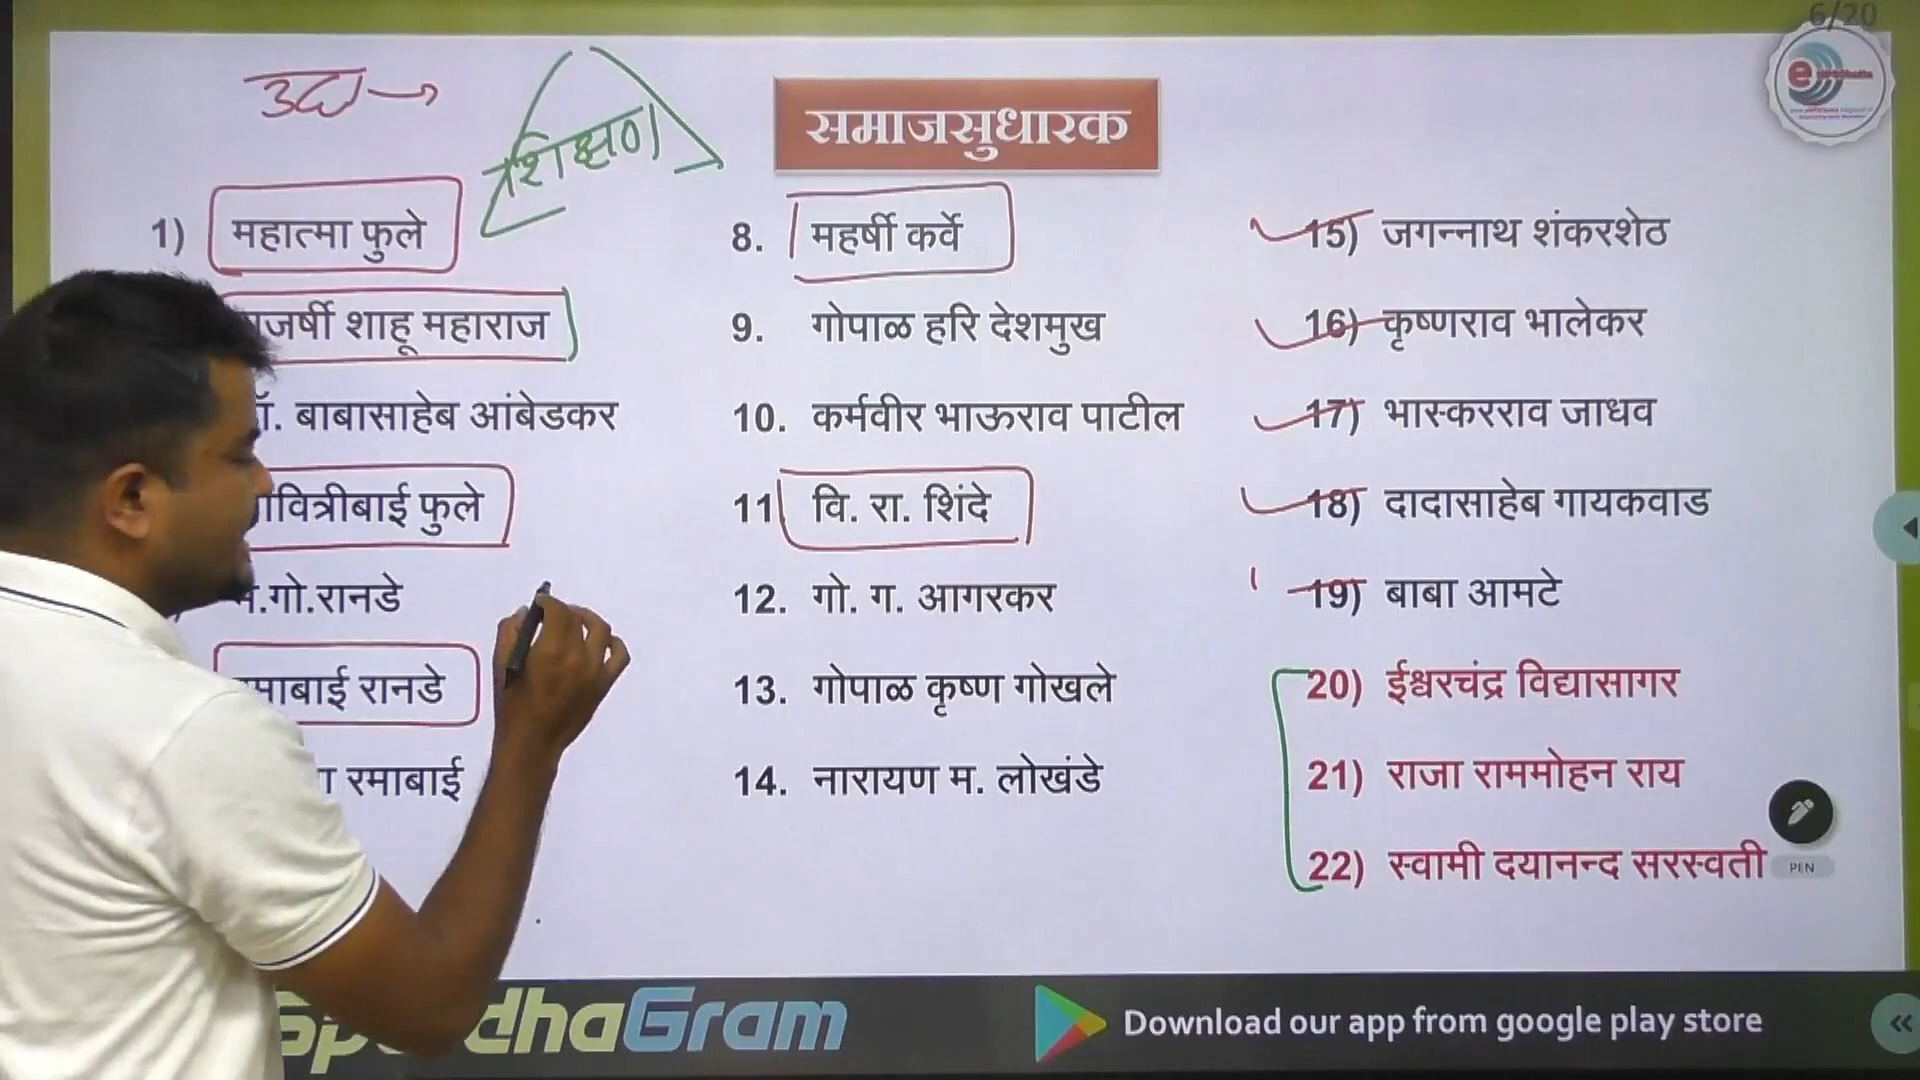 6/20
उदा →
शिक्षण
समाजसुधारक
1) महात्मा फुले
शाहू महाराज
बाबासाहेब आंबेडकर
फुले
रानडे
रानडे
रमाबाई
8. महर्षी कर्वे
9. गोपाळ हरि देशमुख
10. कर्मवीर भाऊराव पाटील
11 वि. रा. शिंदे
12. गो. ग. आगरकर
13. गोपाळ कृष्ण गोखले
14. नारायण म. लोखंडे
15) जगन्नाथ शंकरशेठ
16) कृष्णराव भालेकर
17) भास्करराव जाधव
18) दादासाहेब गायकवाड
19) बाबा आमटे
20) ईश्वरचंद्र विद्यासागर
21) राजा राममोहन राय
22) स्वामी दयानन्द सरस्वती
PEN
dhaGram
Download our app from google play store